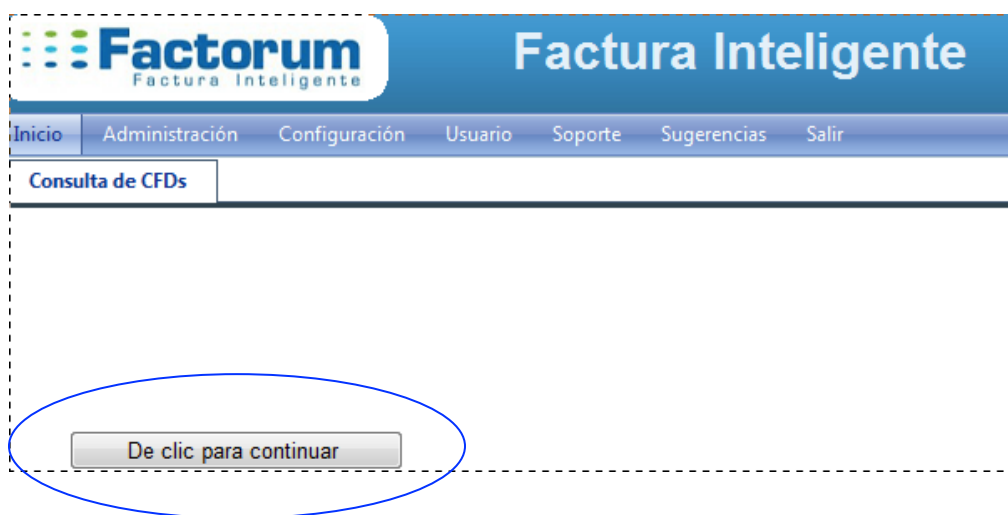 Factorum
Factura Inteligente
Factura Inteligente
Inicio Administración Configuración Usuario Soporte Sugerencias Salir
Consulta de CFDs
De clic para continuar